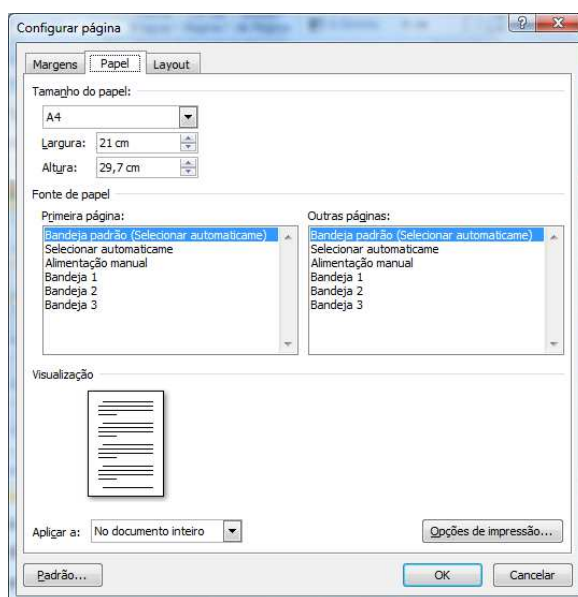 Configurar página
Margens Papel Layout
Tamanho do papel:
A4
Largura: 21 cm
Altura: 29,7 cm
Fonte de papel
Primeira página: Outras páginas:
Bandeja padrão (Selecionar automaticame) Bandeja padrão (Selecionar automaticame)
Selecionar automaticame Selecionar automaticame
Alimentação manual Alimentação manual
Bandeja 1 Bandeja 1
Bandeja 2 Bandeja 2
Bandeja 3 Bandeja 3
Visualização
Aplicar a: No documento inteiro Opções de impressão...
Padrão... OK Cancelar